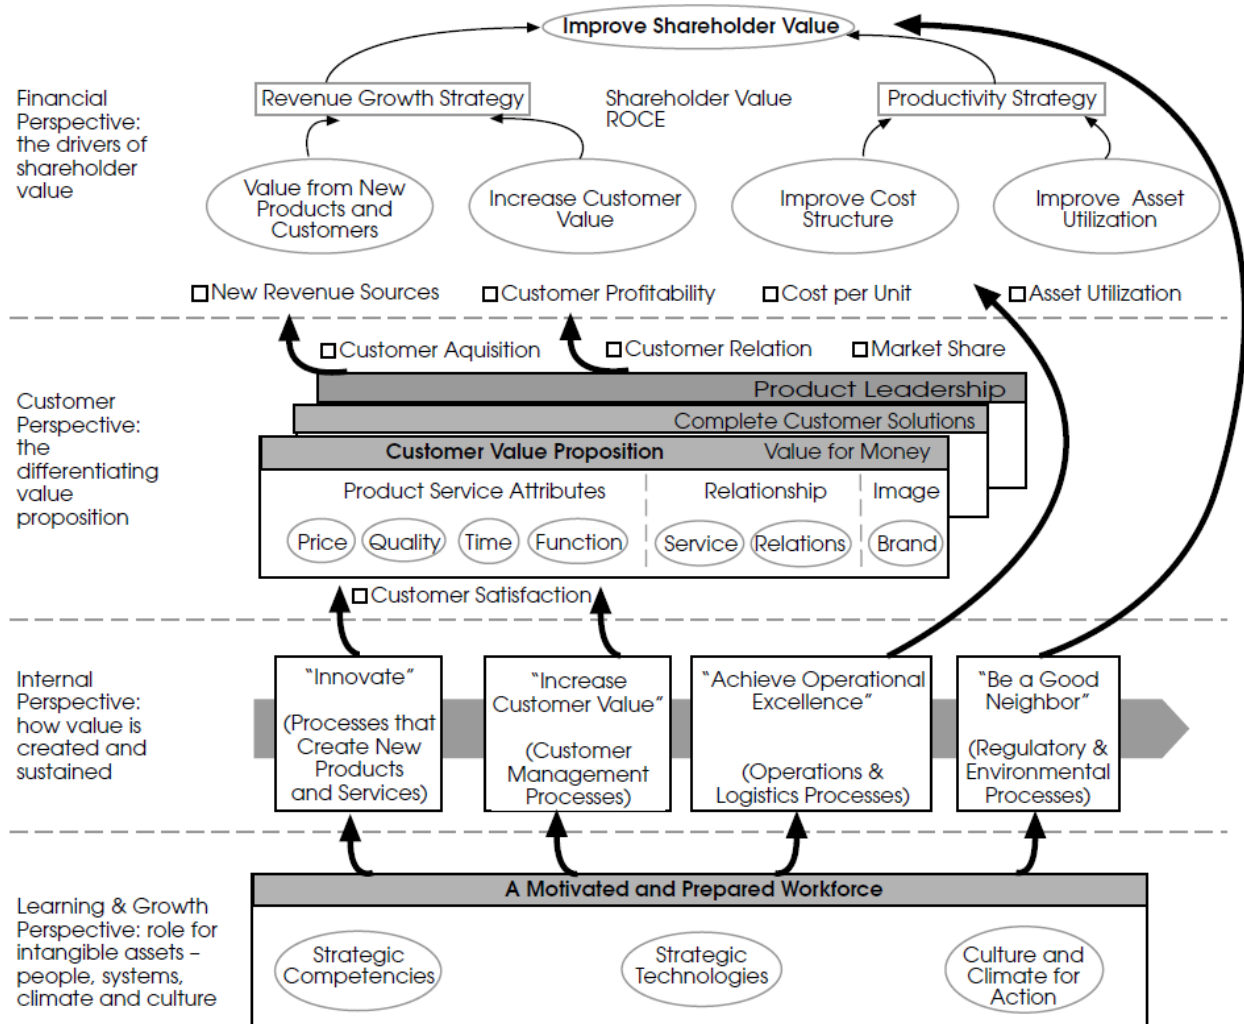 Improve Shareholder Value
Financial
Perspective:
the drivers of
shareholder
value
Revenue Growth Strategy
Shareholder Value
ROCE
Productivity Strategy
Value from New
Products and
Customers
Increase Customer
Value
Improve Cost
Structure
Improve Asset
Utilization
New Revenue Sources
Customer Profitability
Cost per Unit
Asset Utilization
Customer
Perspective:
the
differentiating
value
proposition
Customer Aquisition
Customer Relation
Market Share
Product Leadership
Complete Customer Solutions
Customer Value Proposition
Value for Money
Product Service Attributes
Relationship
Image
Price
Quality
Time
Function
Service
Relations
Brand
Customer Satisfaction
Internal
Perspective:
how value is
created and
sustained
"Innovate"
(Processes that
Create New
Products
and Services)
"Increase
Customer Value"
(Customer
Management
Processes)
"Achieve Operational
Excellence"
(Operations &
Logistics Processes)
"Be a Good
Neighbor"
(Regulatory &
Environmental
Processes)
Learning & Growth
Perspective: role for
intangible assets –
people, systems,
climate and culture
A Motivated and Prepared Workforce
Strategic
Competencies
Strategic
Technologies
Culture and
Climate for
Action